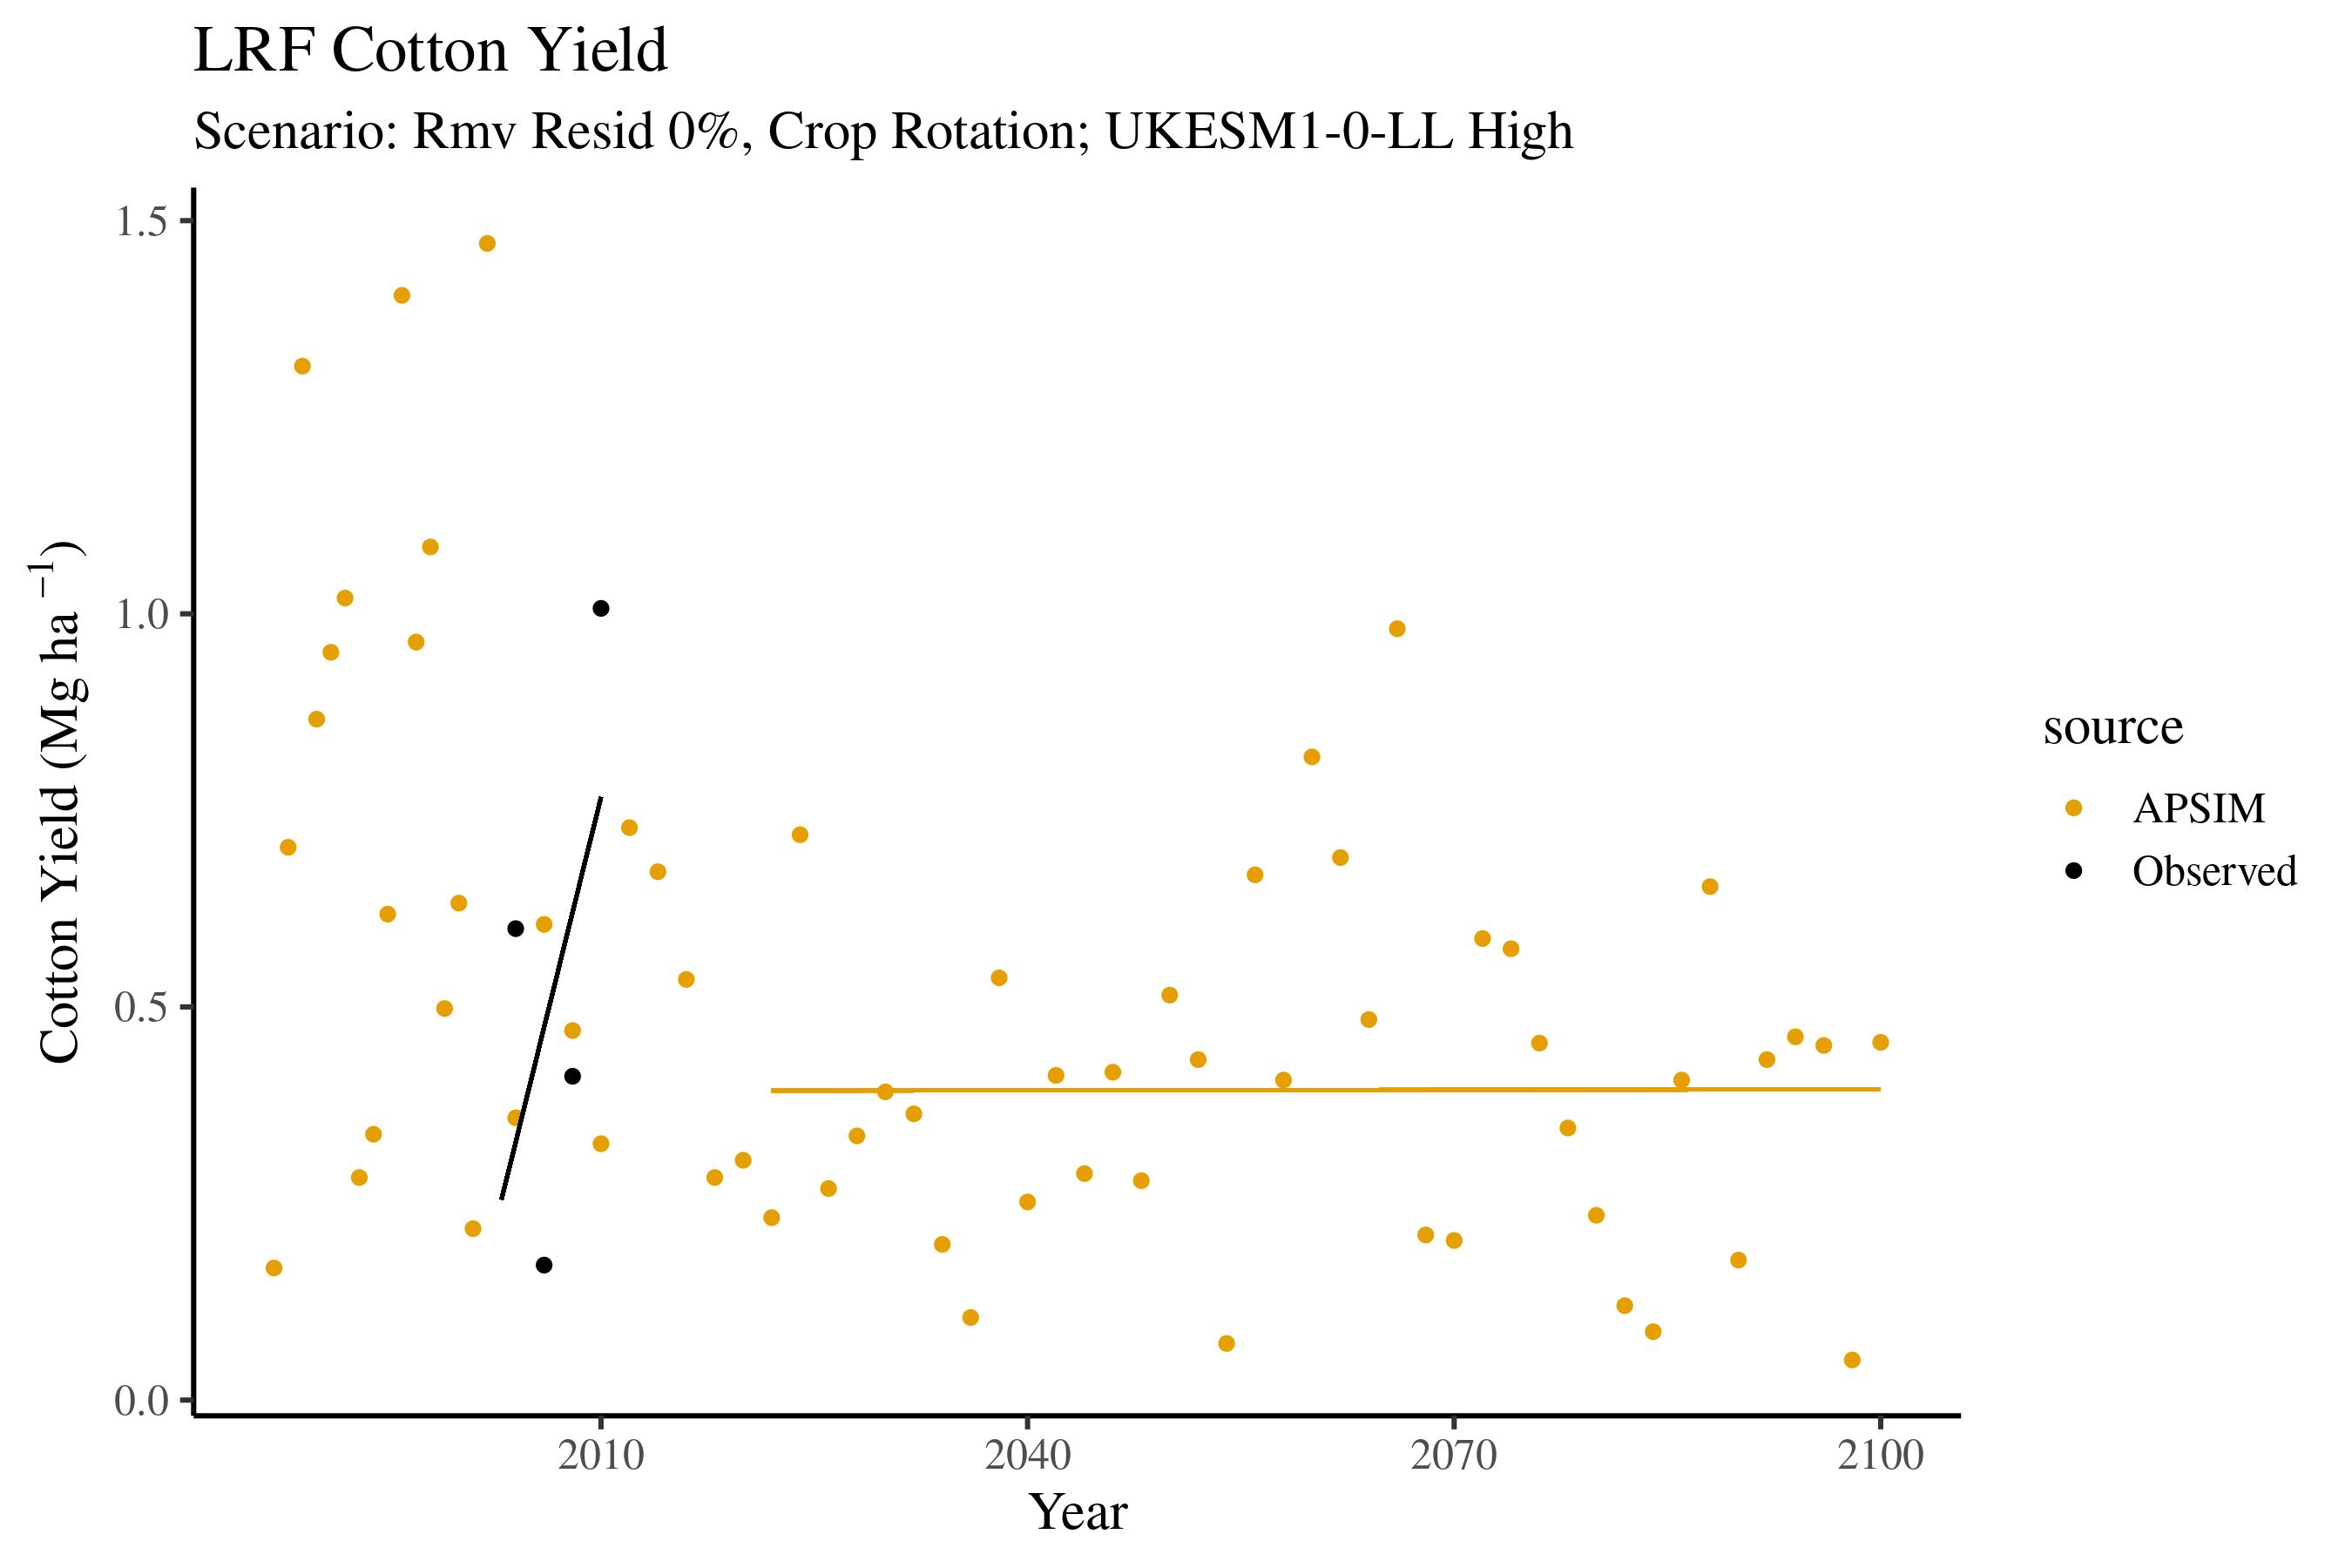 LRF Cotton Yield
Scenario: Rmv Resid 0%, Crop Rotation; UKESM1-0-LL High
Cotton Yield (Mg ha⁻¹)
1.5
1.0
0.5
0.0
2010 2040 2070 2100
Year
source
APSIM
Observed